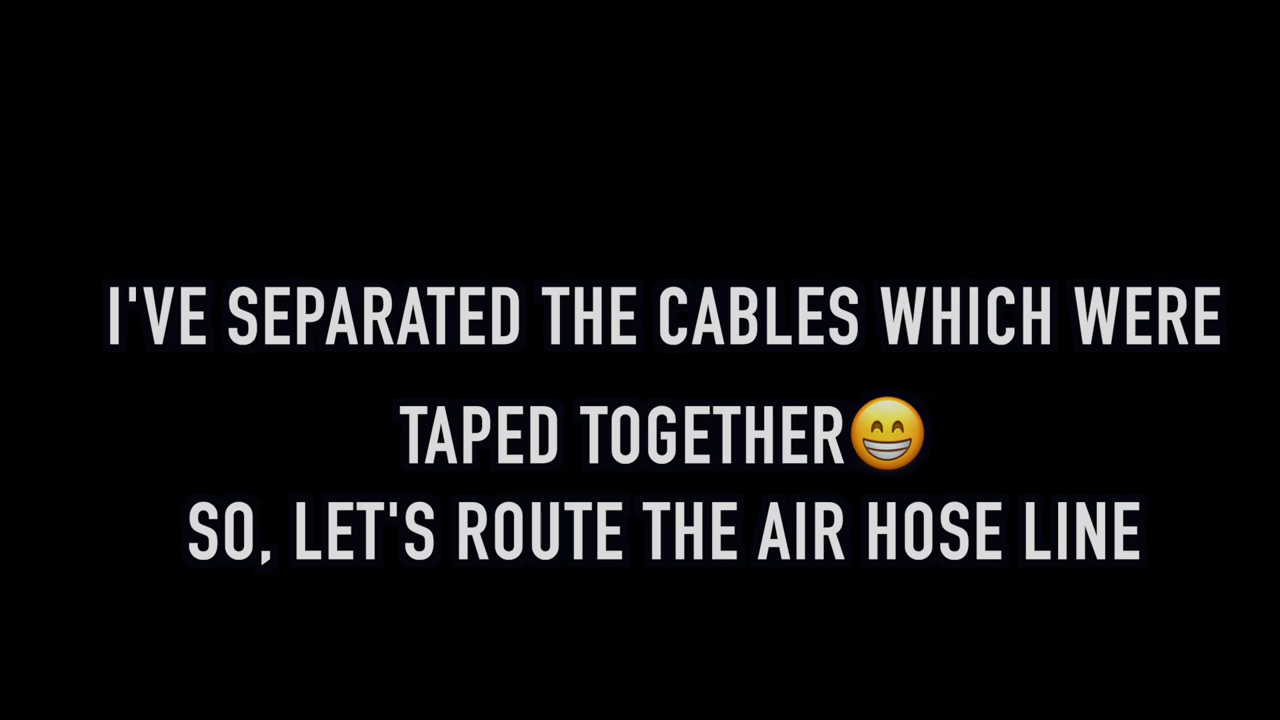 I'VE SEPARATED THE CABLES WHICH WERE
TAPED TOGETHER😁
SO, LET'S ROUTE THE AIR HOSE LINE